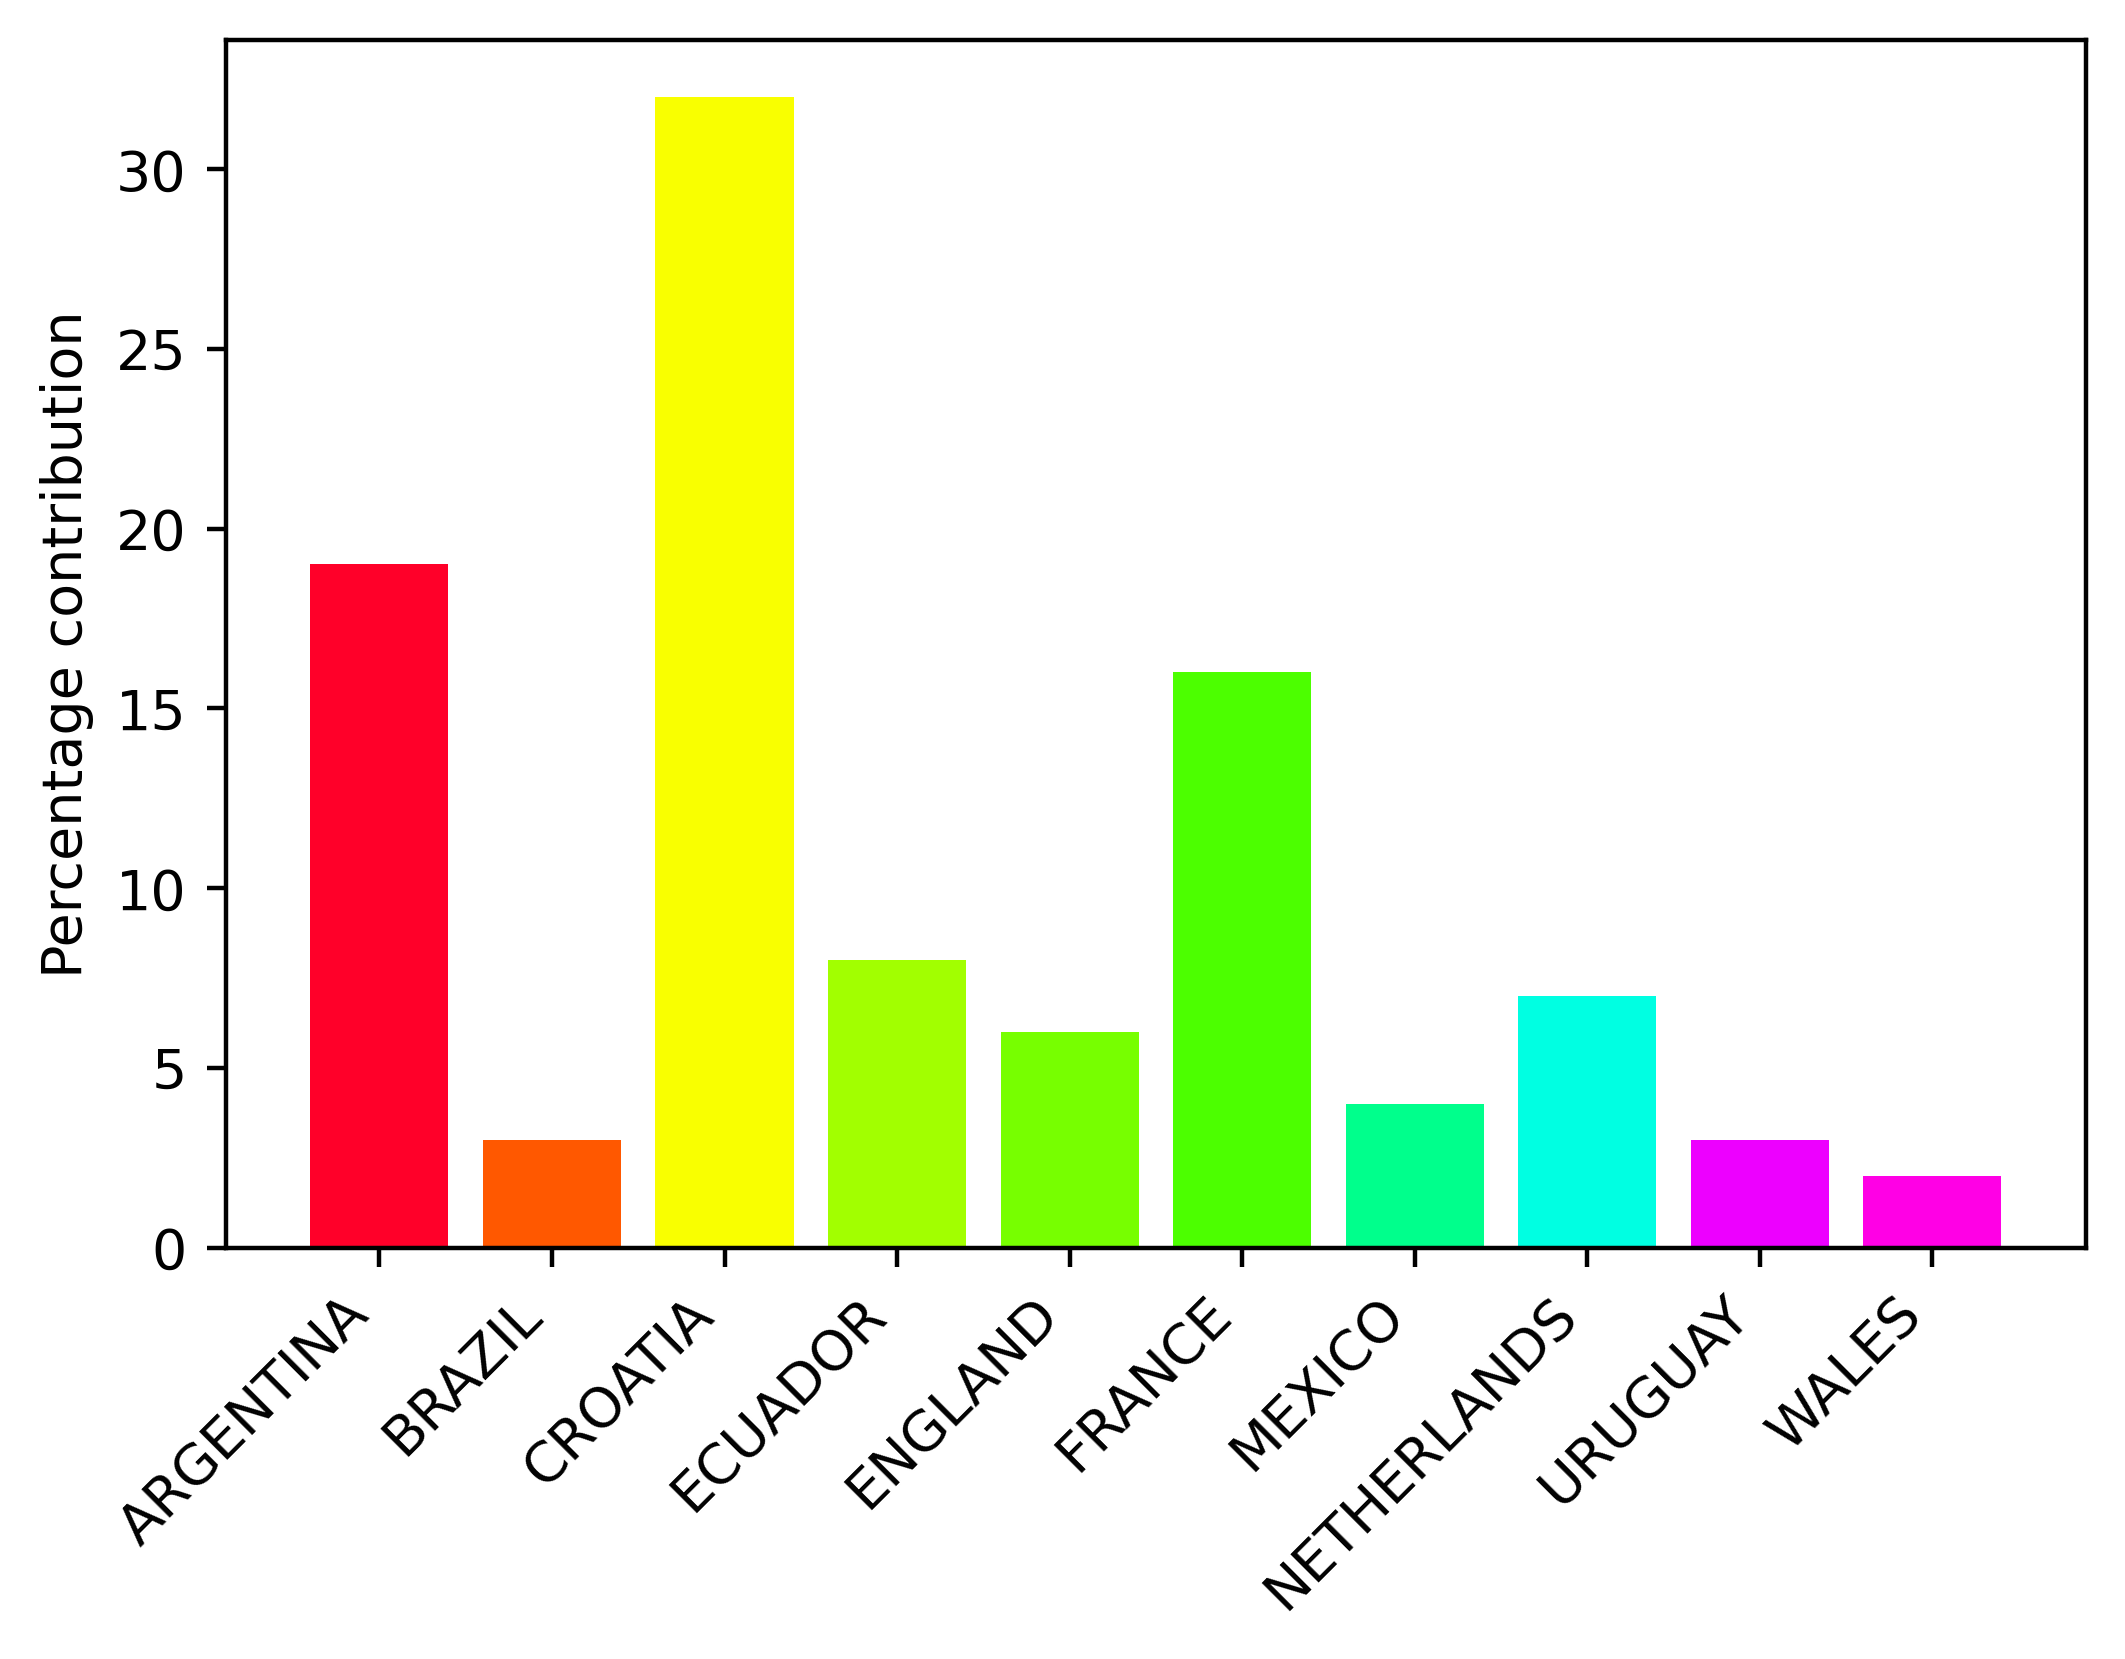 Percentage contribution
30
25
20
15
10
5
0
ARGENTINA
BRAZIL
CROATIA
ECUADOR
ENGLAND
FRANCE
MEXICO
NETHERLANDS
URUGUAY
WALES